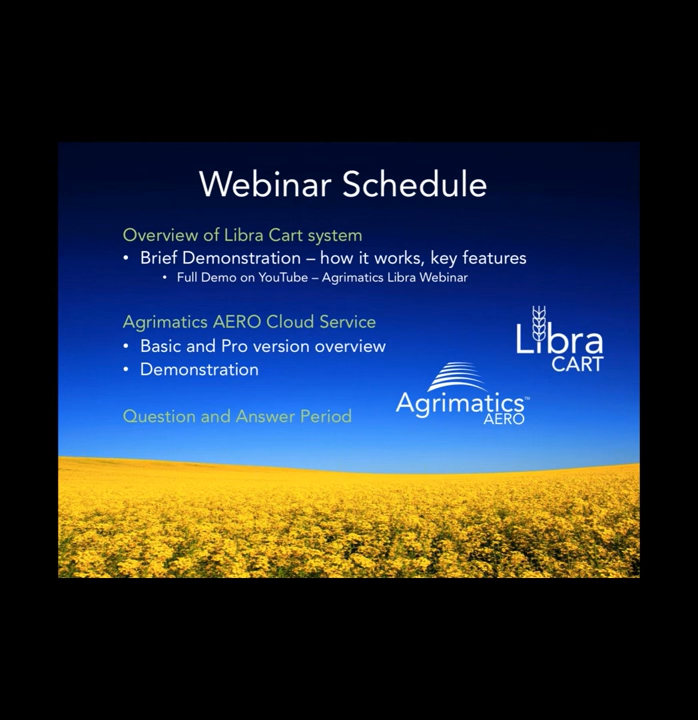 Webinar Schedule
Overview of Libra Cart system
• Brief Demonstration – how it works, key features
• Full Demo on YouTube – Agrimatics Libra Webinar
Agrimatics AERO Cloud Service
• Basic and Pro version overview
• Demonstration
Question and Answer Period
Libra
CART
Agrimatics™
AERO